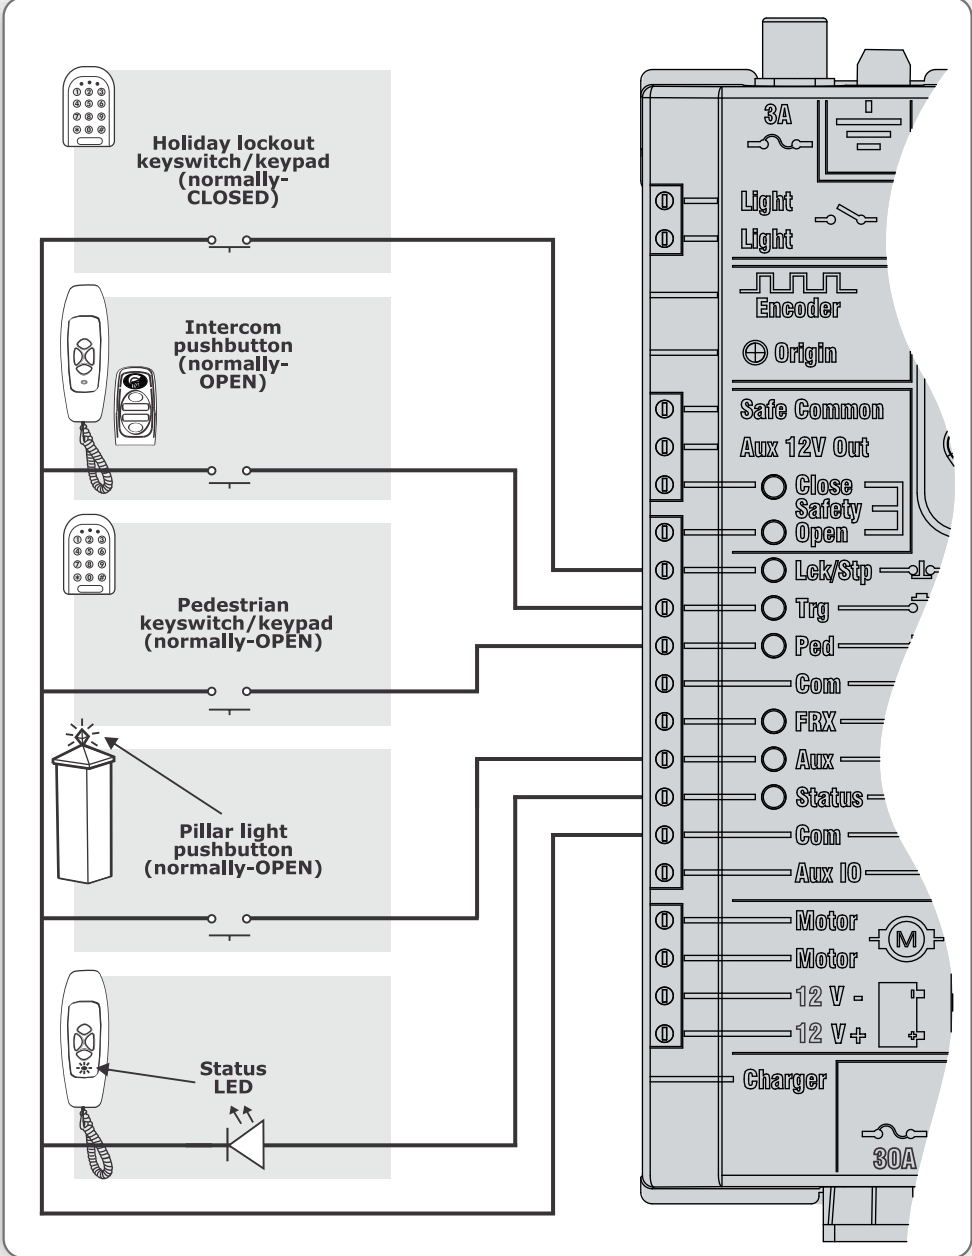 Holiday lockout
keyswitch/keypad
(normally-
CLOSED)
Intercom
pushbutton
(normally-
OPEN)
Pedestrian
keyswitch/keypad
(normally-OPEN)
Pillar light
pushbutton
(normally-OPEN)
Status
LED
3A
Light
Light
Encoder
Origin
Safe Common
Aux 12V Out
Close
Safety
Open
Lck/Stp
Trg
Ped
Com
FRX
Aux
Status
Com
Aux IO
Motor
Motor
M
12 V -
12 V +
Charger
30A